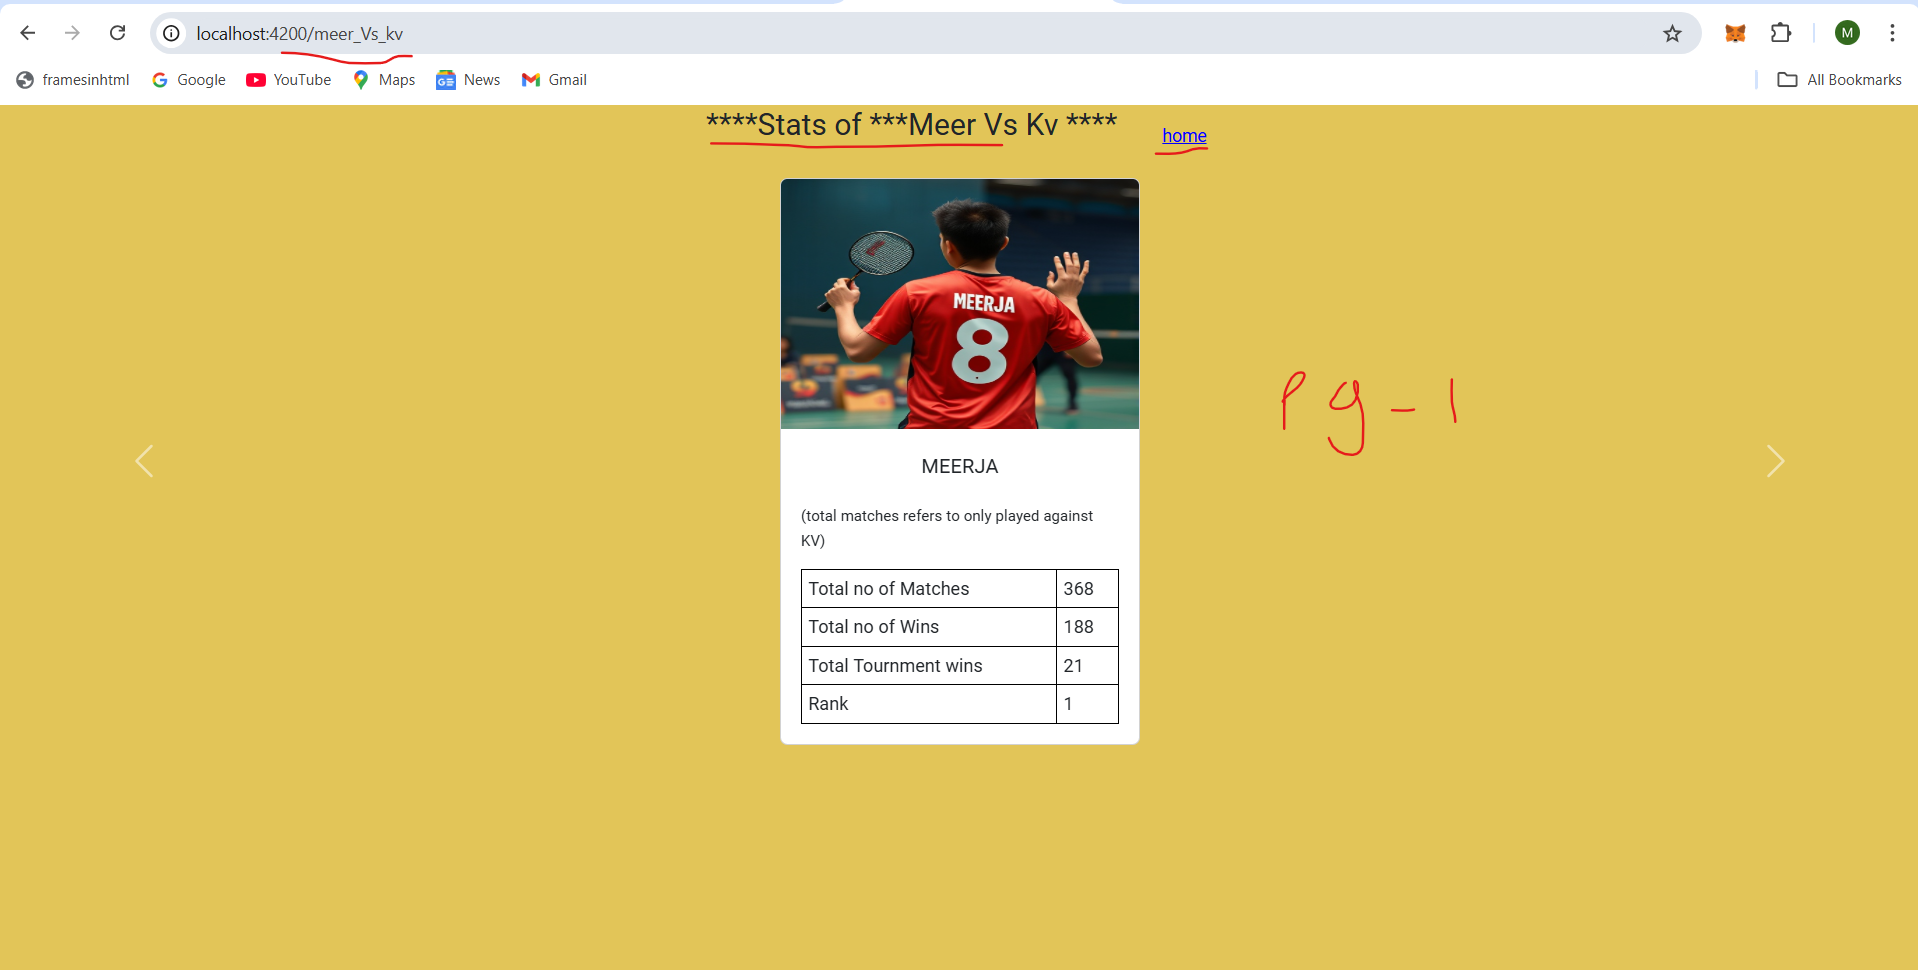 localhost:4200/meer_Vs_kv
M
framesinhtml Google YouTube Maps News Gmail All Bookmarks
****Stats of ***Meer Vs Kv **** home
MEERJA
8
Pg - 1
MEERJA
(total matches refers to only played against
KV)
Total no of Matches 368
Total no of Wins 188
Total Tournment wins 21
Rank 1